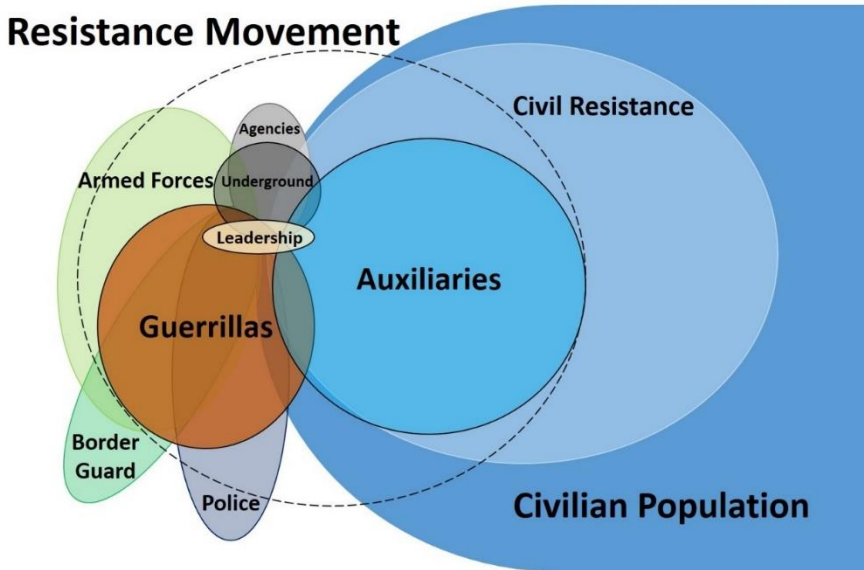 Resistance Movement
Civil Resistance
Agencies
Armed Forces
Underground
Leadership
Auxiliaries
Guerrillas
Border
Guard
Police
Civilian Population